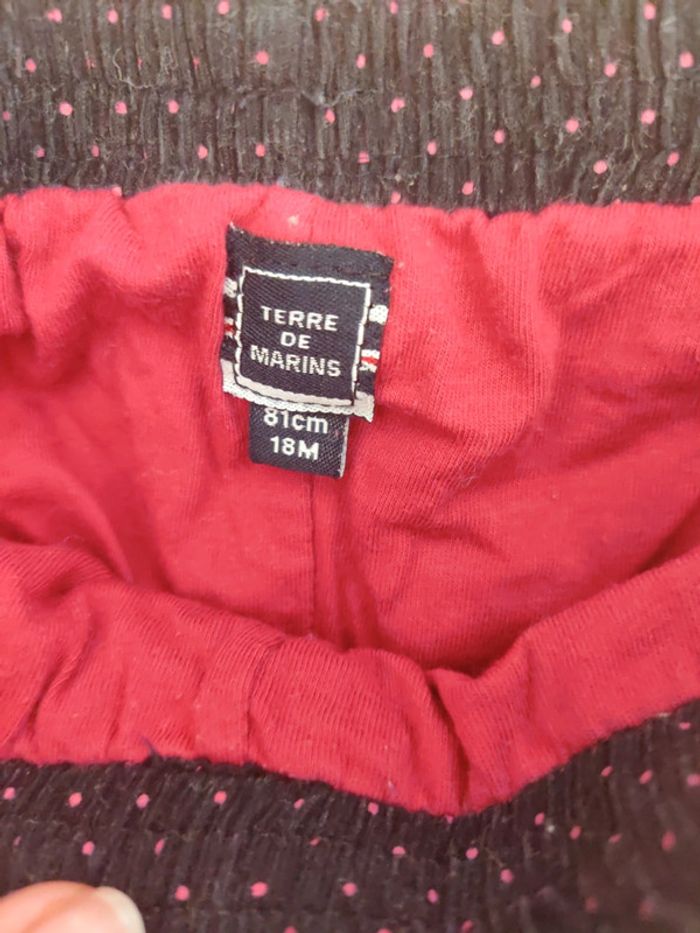 TERRE
DE
MARINS
81cm
18M